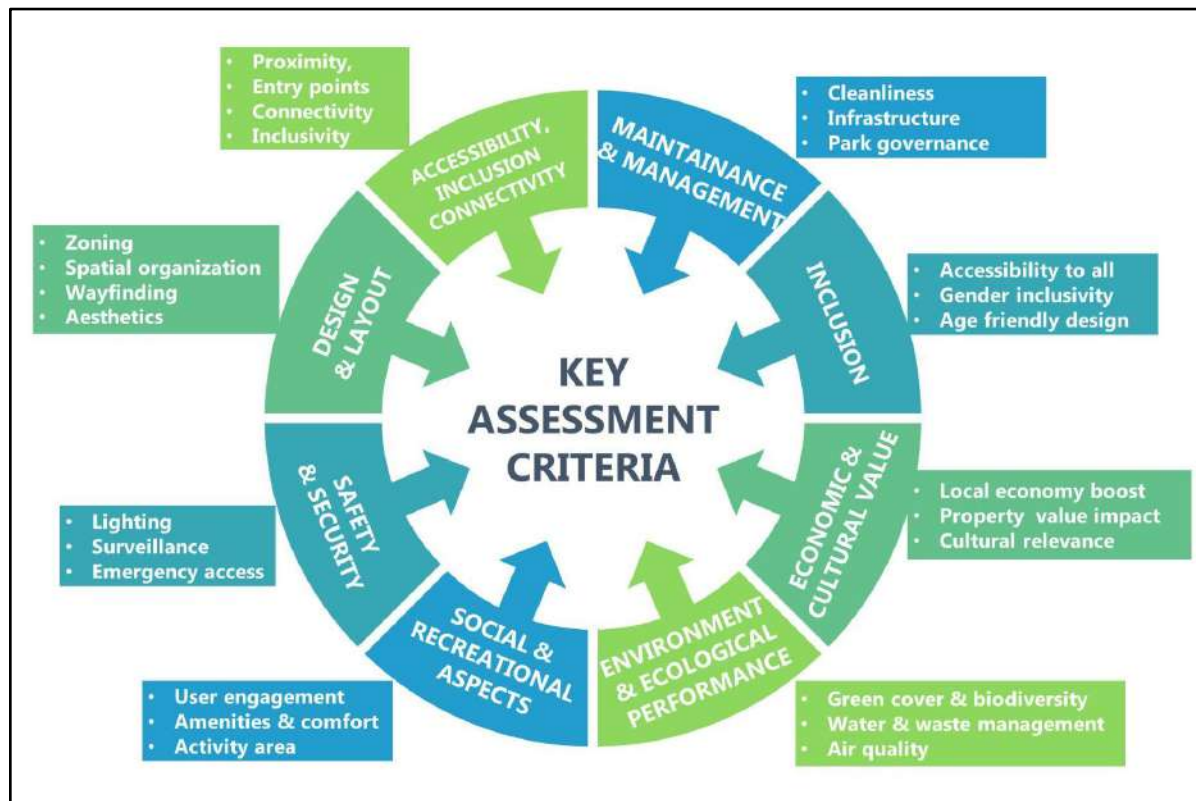 • Proximity,
• Entry points
• Connectivity
• Inclusivity
ACCESSIBILITY,
INCLUSION
CONNECTIVITY
MAINTAINANCE
& MANAGEMENT
• Cleanliness
• Infrastructure
• Park governance
INCLUSION
• Accessibility to all
• Gender inclusivity
• Age friendly design
ECONOMIC &
CULTURAL VALUE
• Local economy boost
• Property value impact
• Cultural relevance
ENVIRONMENT
& ECOLOGICAL
PERFORMANCE
• Green cover & biodiversity
• Water & waste management
• Air quality
SOCIAL &
RECREATIONAL
ASPECTS
• User engagement
• Amenities & comfort
• Activity area
SAFETY
& SECURITY
• Lighting
• Surveillance
• Emergency access
DESIGN
& LAYOUT
• Zoning
• Spatial organization
• Wayfinding
• Aesthetics
KEY
ASSESSMENT
CRITERIA